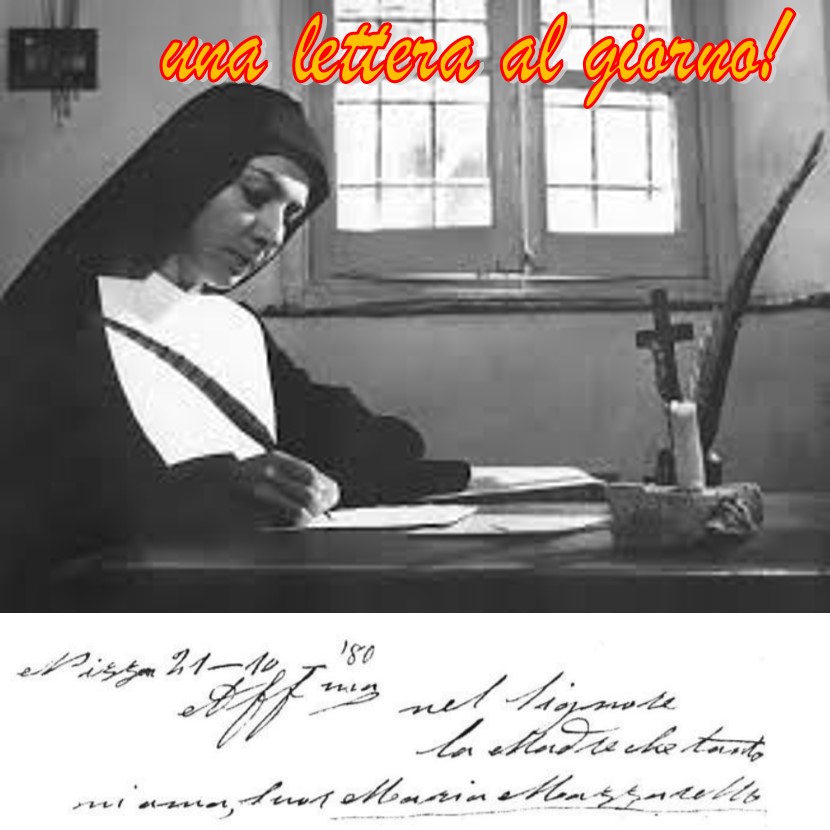 una lettera al giorno!
Nizza 21-10 '80
Aff.ma nel Signore
la Madre che tanto
vi ama, Suor Maria Mazzarello